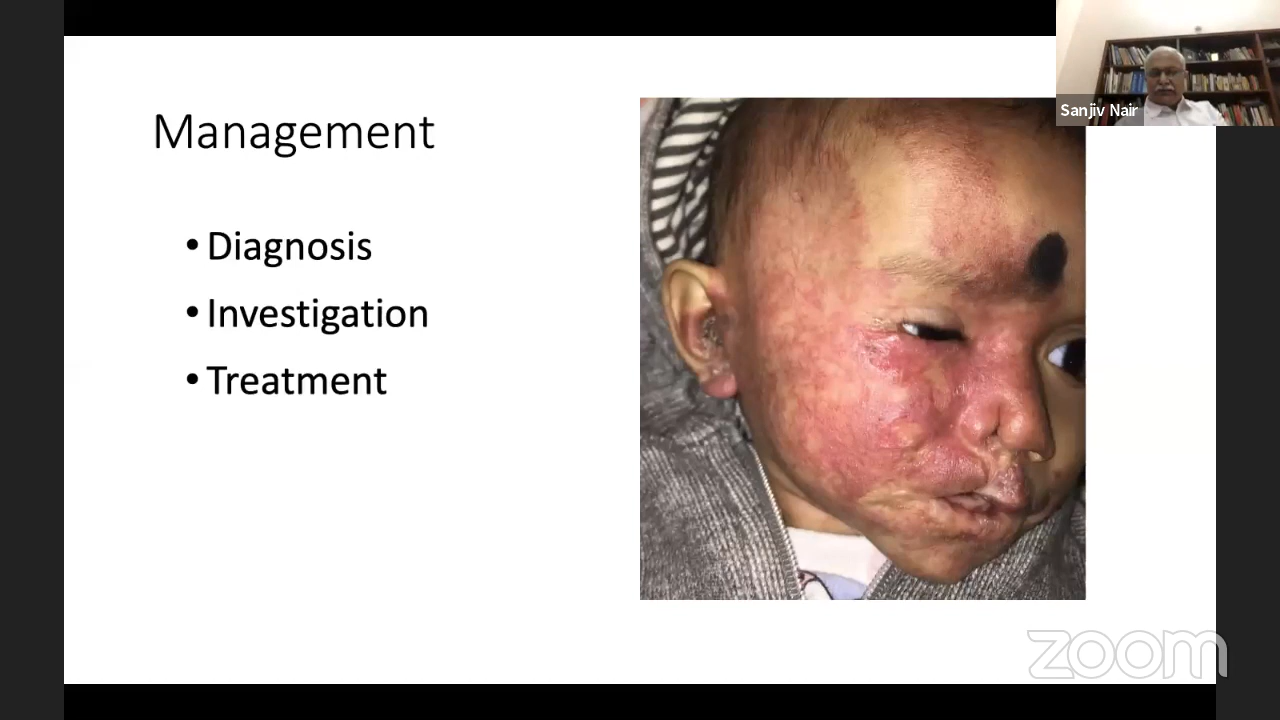 Sanjiv Nair
Management
• Diagnosis
• Investigation
• Treatment
zoom